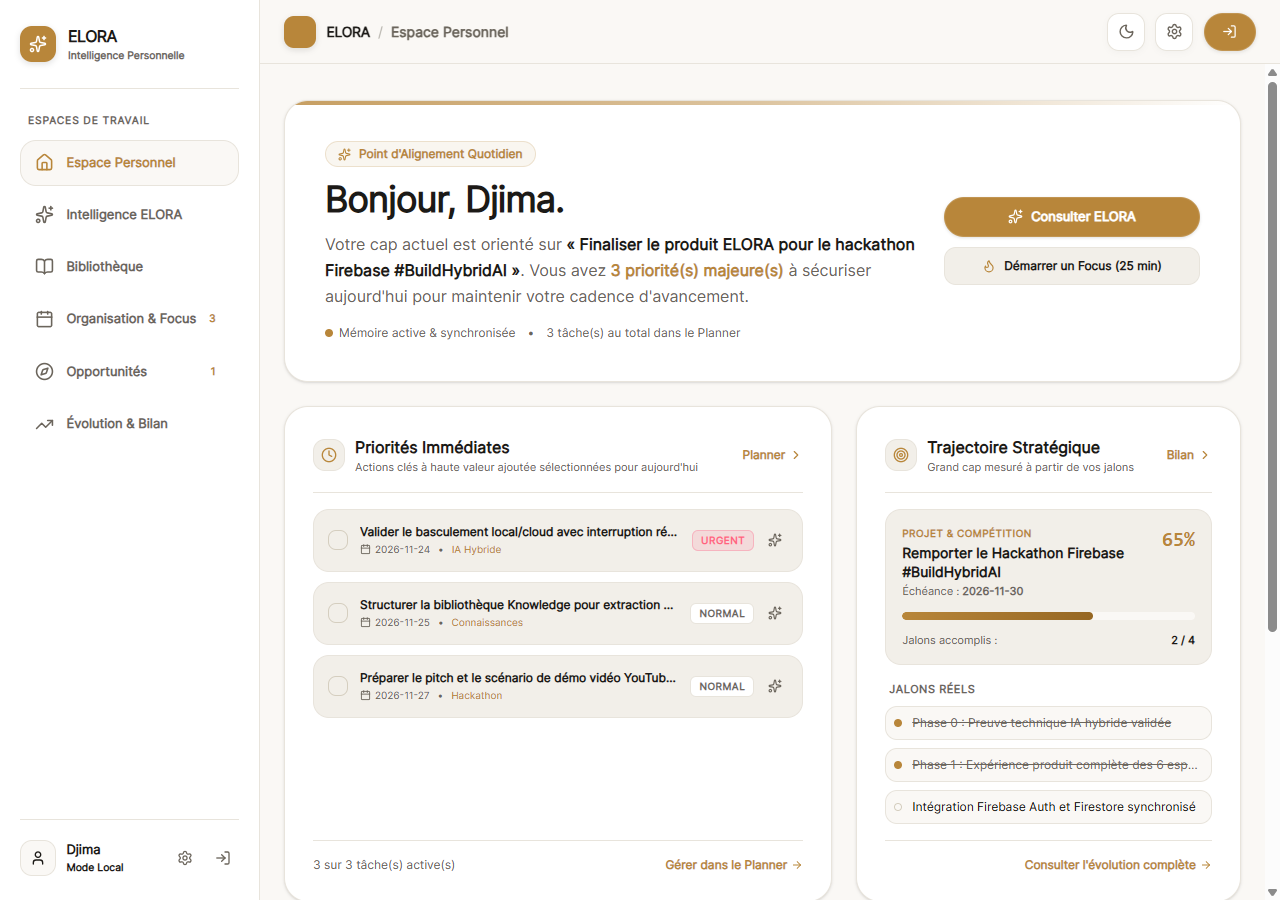 ELORA
Intelligence Personnelle
ESPACES DE TRAVAIL
Espace Personnel
Intelligence ELORA
Bibliothèque
Organisation & Focus 3
Opportunités 1
Évolution & Bilan
Djima
Mode Local
ELORA / Espace Personnel
Point d'Alignement Quotidien
Bonjour, Djima.
Votre cap actuel est orienté sur « Finaliser le produit ELORA pour le hackathon
Firebase #BuildHybridAI ». Vous avez 3 priorité(s) majeure(s) à sécuriser
aujourd'hui pour maintenir votre cadence d'avancement.
Mémoire active & synchronisée • 3 tâche(s) au total dans le Planner
Consulter ELORA
Démarrer un Focus (25 min)
Priorités Immédiates
Actions clés à haute valeur ajoutée sélectionnées pour aujourd'hui
Planner
Valider le basculement local/cloud avec interruption ré...
2026-11-24 • IA Hybride
URGENT
Structurer la bibliothèque Knowledge pour extraction ...
2026-11-25 • Connaissances
NORMAL
Préparer le pitch et le scénario de démo vidéo YouTub...
2026-11-27 • Hackathon
NORMAL
3 sur 3 tâche(s) active(s)
Gérer dans le Planner →
Trajectoire Stratégique
Grand cap mesuré à partir de vos jalons
Bilan
PROJET & COMPÉTITION
65%
Remporter le Hackathon Firebase
#BuildHybridAI
Échéance : 2026-11-30
Jalons accomplis : 2 / 4
JALONS RÉELS
Phase 0 : Preuve technique IA hybride validée
Phase 1 : Expérience produit complète des 6 esp...
Intégration Firebase Auth et Firestore synchronisé
Consulter l'évolution complète →